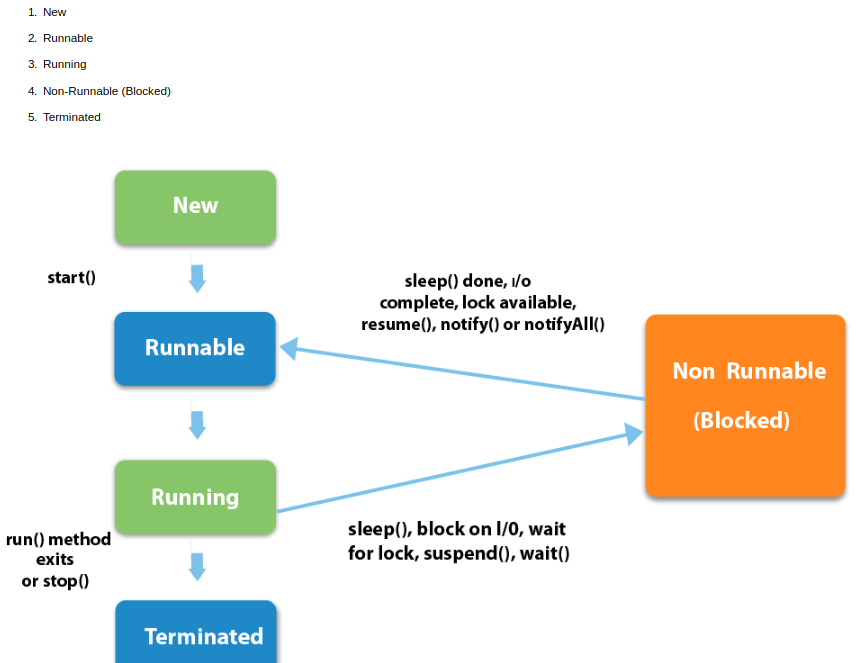 1. New
2. Runnable
3. Running
4. Non-Runnable (Blocked)
5. Terminated
New
start()
sleep() done, I/o
complete, lock available,
resume(), notify() or notifyAll()
Runnable
Non Runnable
(Blocked)
Running
sleep(), block on l/0, wait
for lock, suspend(), wait()
run() method
exits
or stop()
Terminated